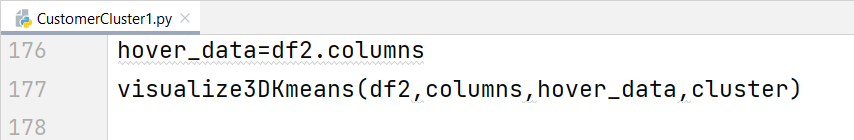 CustomerCluster1.py ×
176 hover_data=df2.columns
177 visualize3DKmeans(df2,columns,hover_data,cluster)
178